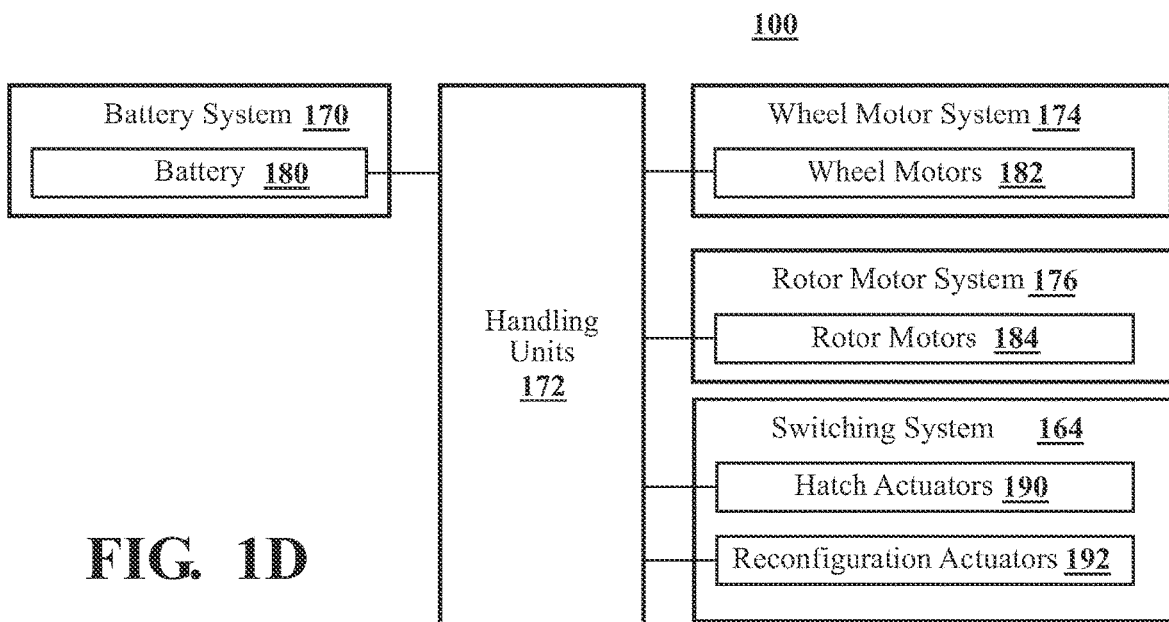 100
Battery System 170
Battery 180
Handling
Units
172
Wheel Motor System 174
Wheel Motors 182
Rotor Motor System 176
Rotor Motors 184
Switching System 164
Hatch Actuators 190
Reconfiguration Actuators 192
FIG. 1D